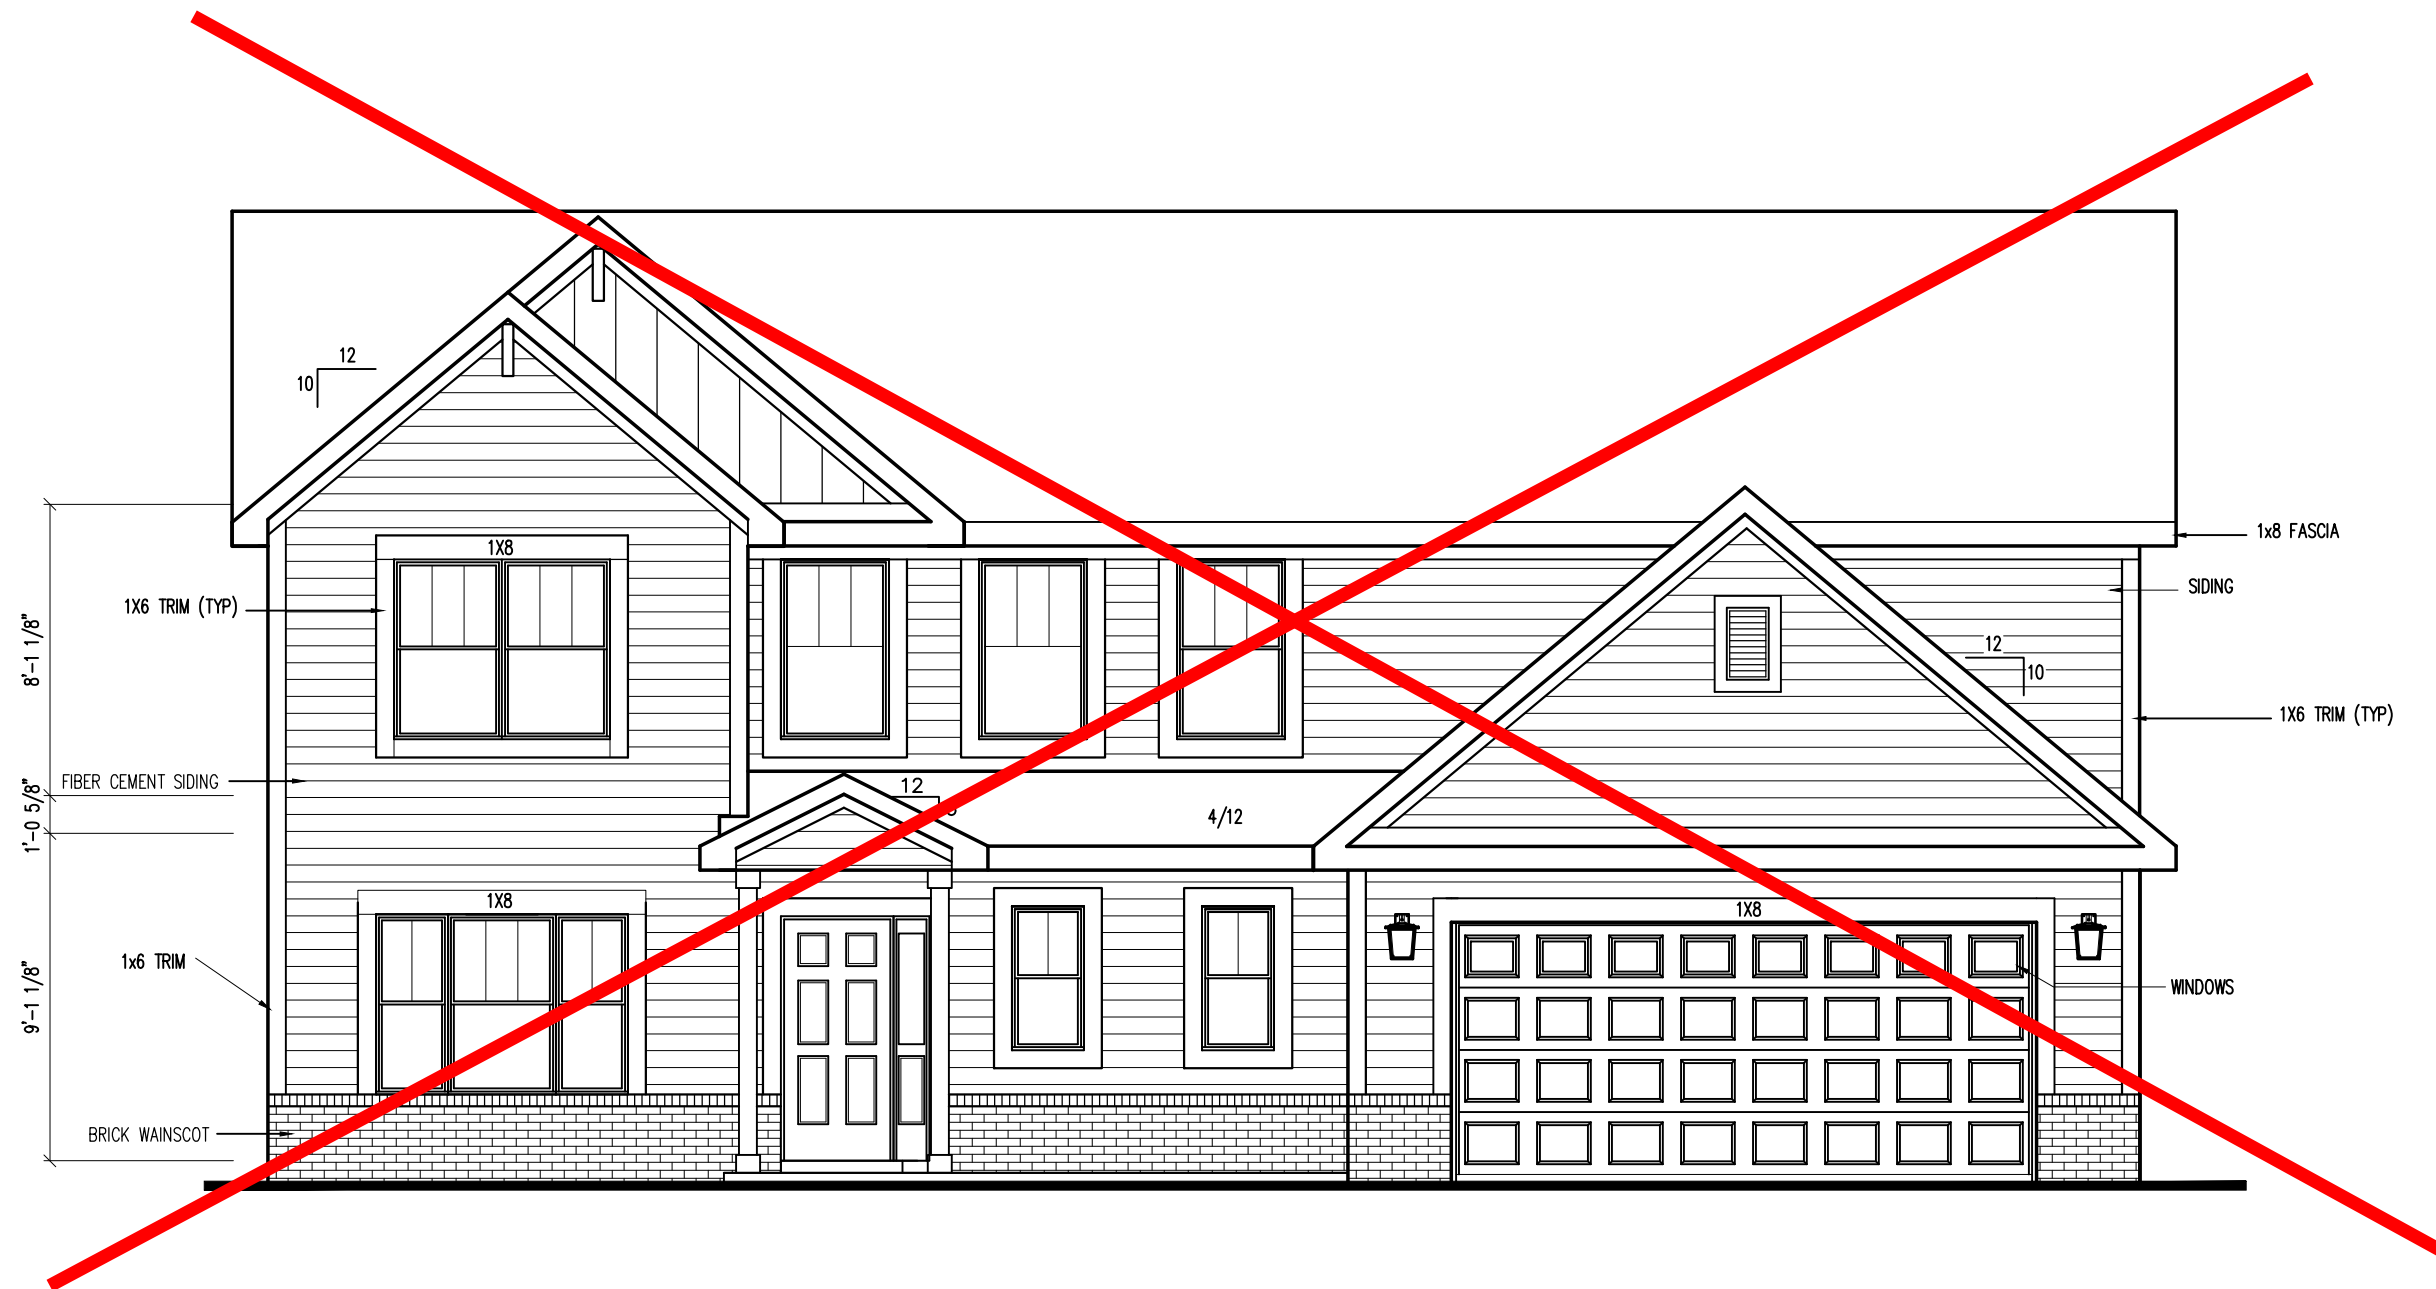 12
10
1X8
1x8 FASCIA
SIDING
1X6 TRIM (TYP)
8'-1 1/8"
12
10
1X6 TRIM (TYP)
FIBER CEMENT SIDING
12
4/12
1'-0 5/8"
1X8
1X8
1x6 TRIM
WINDOWS
9'-1 1/8"
BRICK WAINSCOT